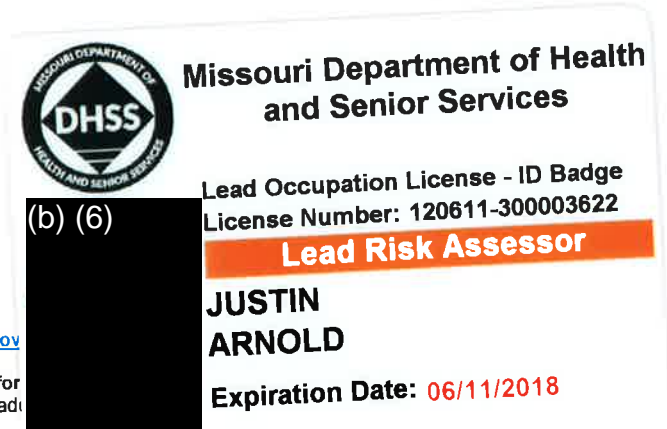 MISSOURI DEPARTMENT OF
DHSS
HEALTH AND SENIOR SERVICES
Missouri Department of Health
and Senior Services
Lead Occupation License - ID Badge
License Number: 120611-300003622
Lead Risk Assessor
(b) (6)
JUSTIN
ARNOLD
Expiration Date: 06/11/2018